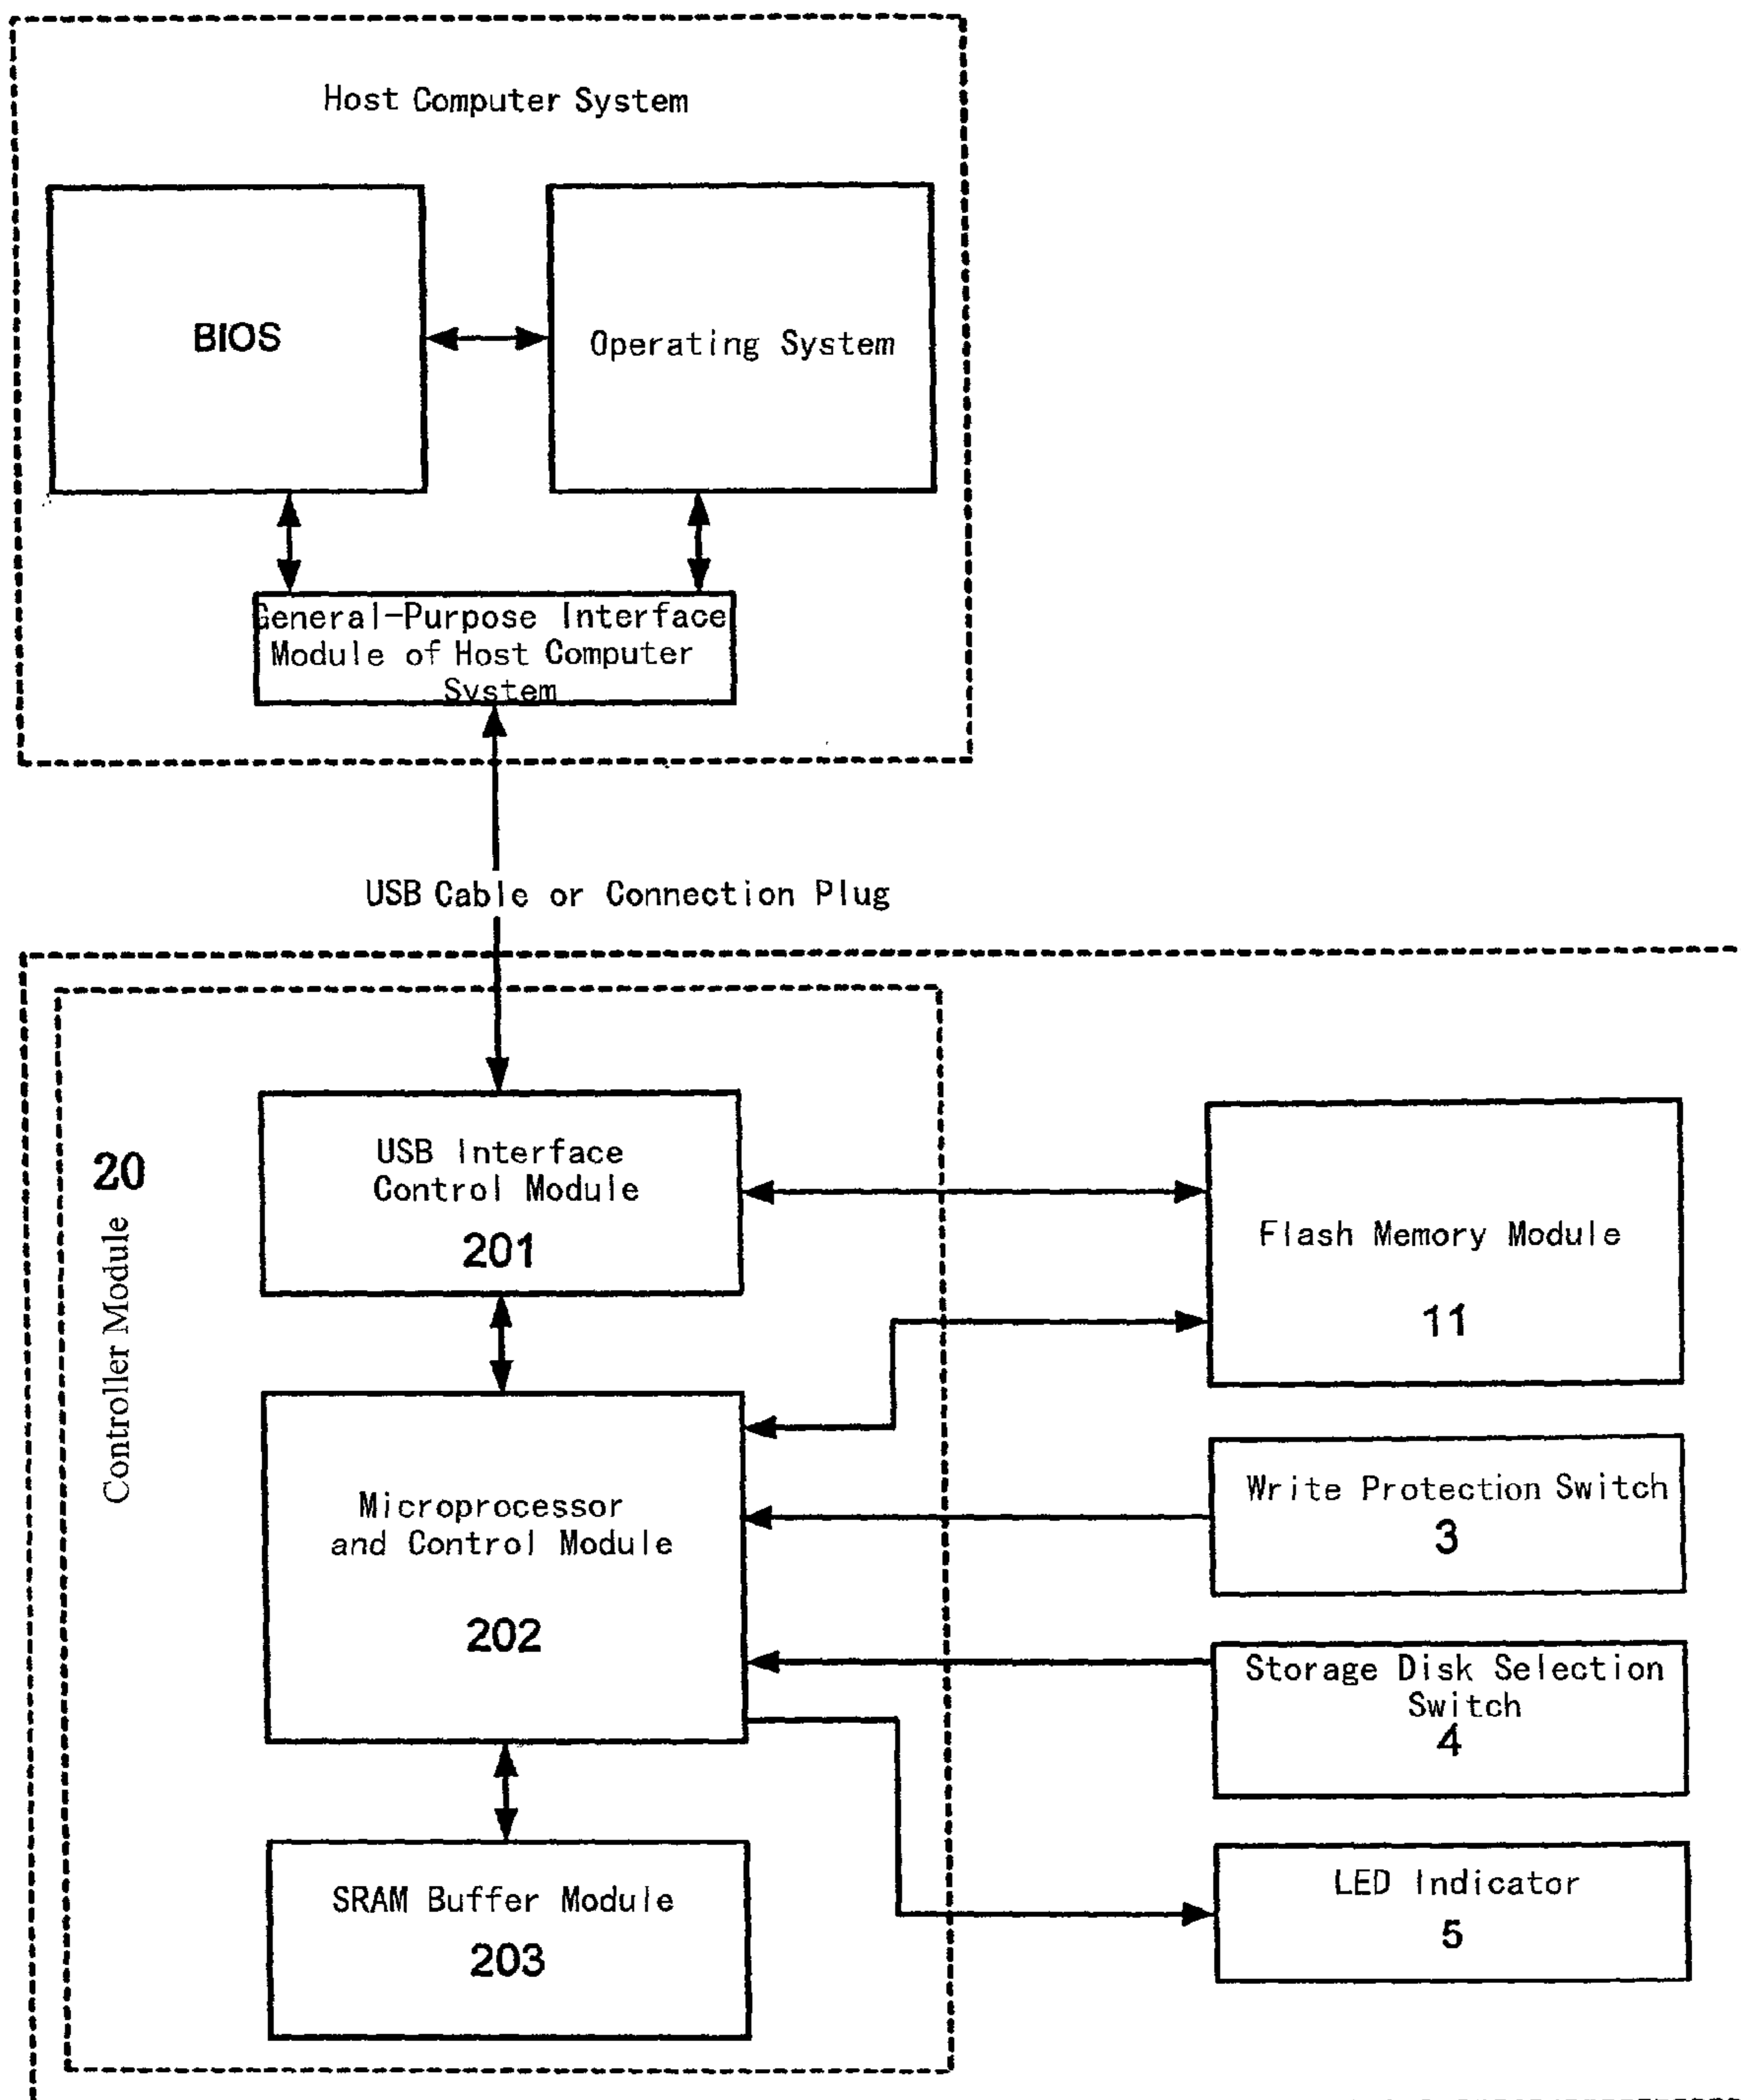 Host Computer System
BIOS
Operating System
General-Purpose Interface
Module of Host Computer
System
USB Cable or Connection Plug
20
Controller Module
USB Interface
Control Module
201
Flash Memory Module
11
Microprocessor
and Control Module
202
Write Protection Switch
3
Storage Disk Selection
Switch
4
SRAM Buffer Module
203
LED Indicator
5